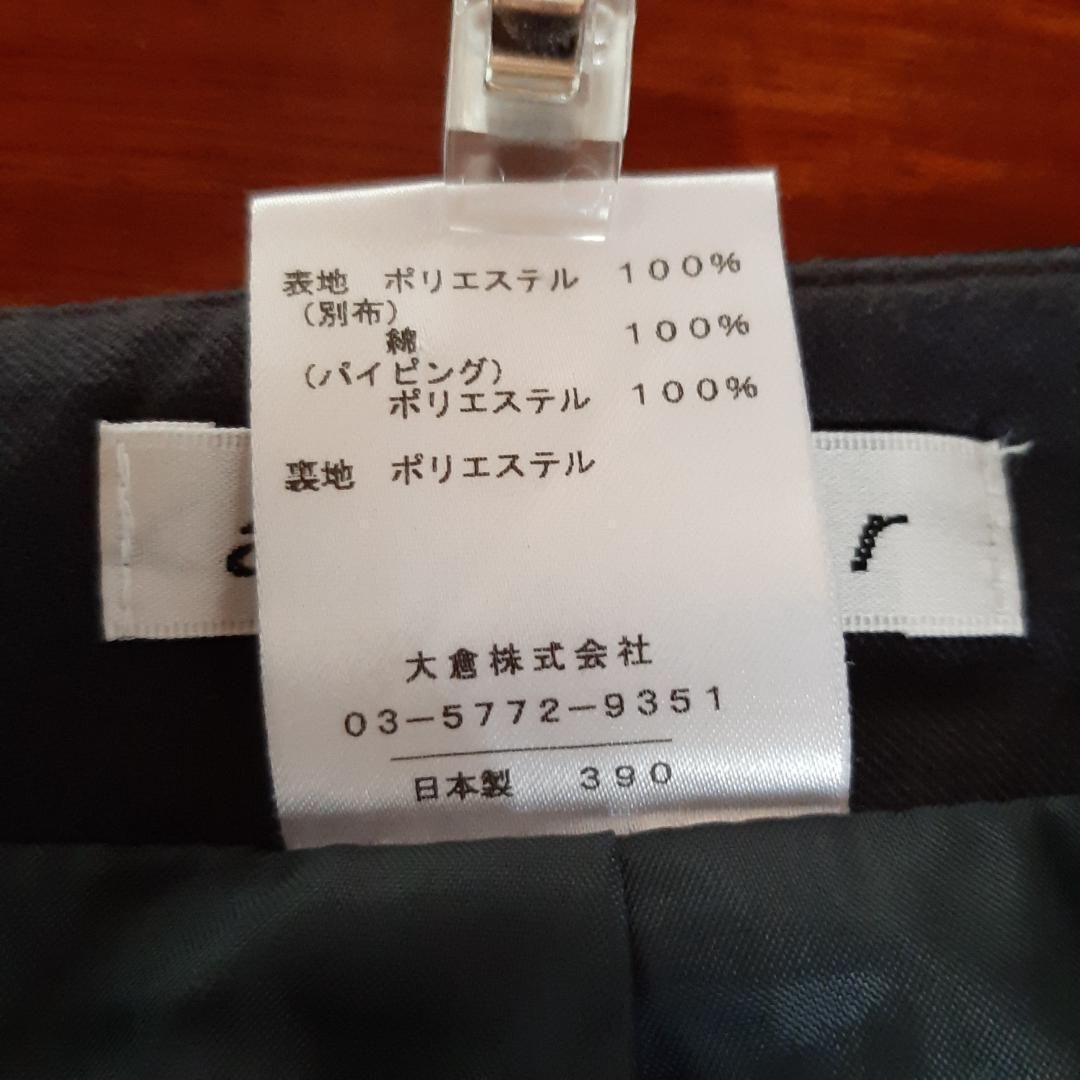 表地 ポリエステル 100%
(別布)
綿 100%
(パイピング)
ポリエステル 100%
裏地 ポリエステル
大倉株式会社
03-5772-9351
日本製 390
r